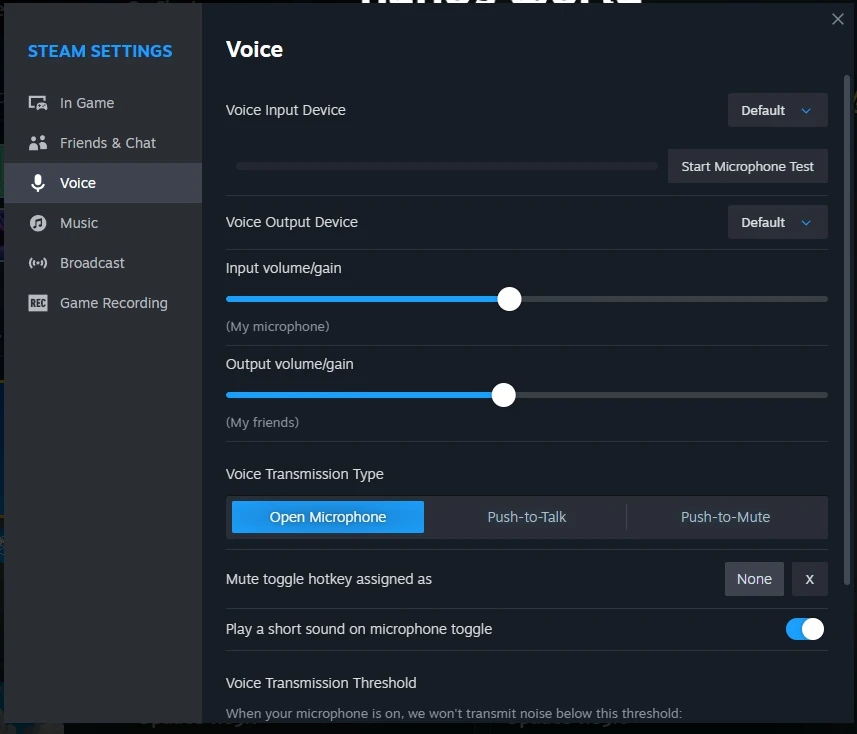 STEAM SETTINGS
In Game
Friends & Chat
Voice
Music
Broadcast
REC Game Recording
Voice
Voice Input Device
Default
Start Microphone Test
Voice Output Device
Default
Input volume/gain
(My microphone)
Output volume/gain
(My friends)
Voice Transmission Type
Open Microphone
Push-to-Talk
Push-to-Mute
Mute toggle hotkey assigned as
None
X
Play a short sound on microphone toggle
Voice Transmission Threshold
When your microphone is on, we won't transmit noise below this threshold: